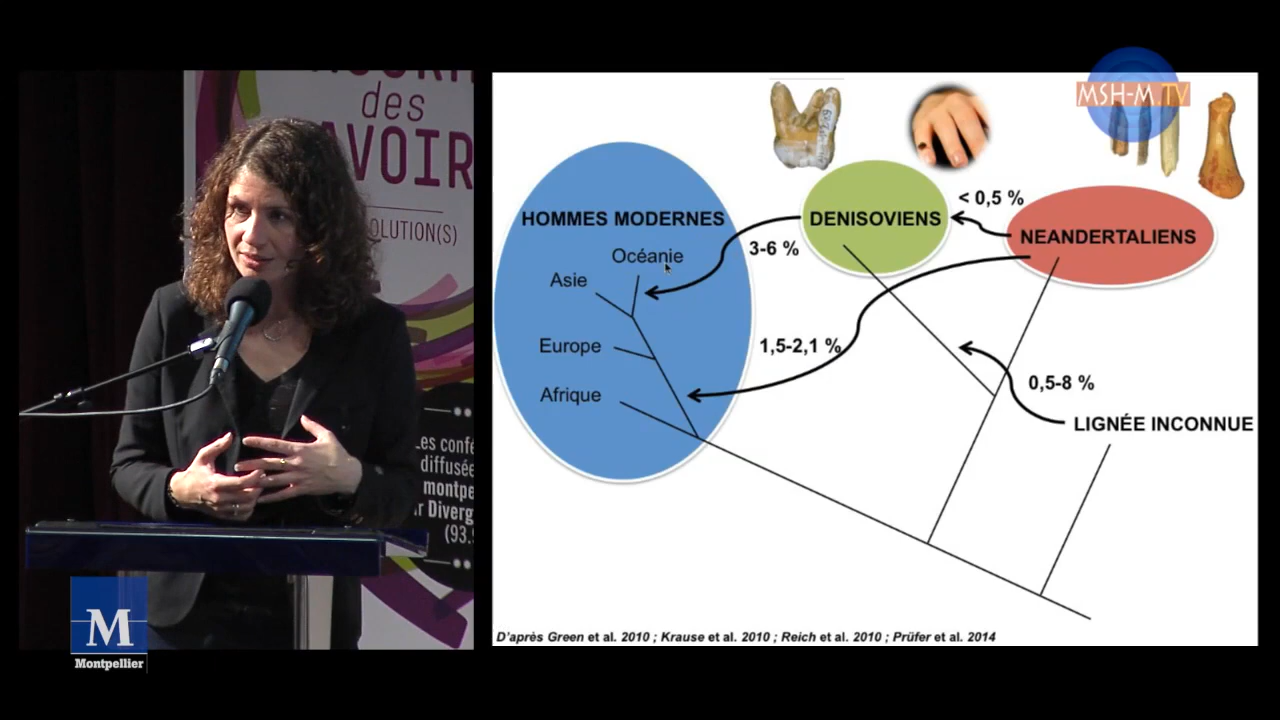 des
OLUTION(S)
Les confé
diffusée
montpe
r Diverg
(93.
M
Montpellier
MSH-M.TV
< 0,5 %
HOMMES MODERNES
DENISOVIENS
NEANDERTALIENS
3-6 %
Océanie
Asie
Europe
Afrique
1,5-2,1 %
0,5-8 %
LIGNÉE INCONNUE
D'après Green et al. 2010 ; Krause et al. 2010 ; Reich et al. 2010 ; Prüfer et al. 2014